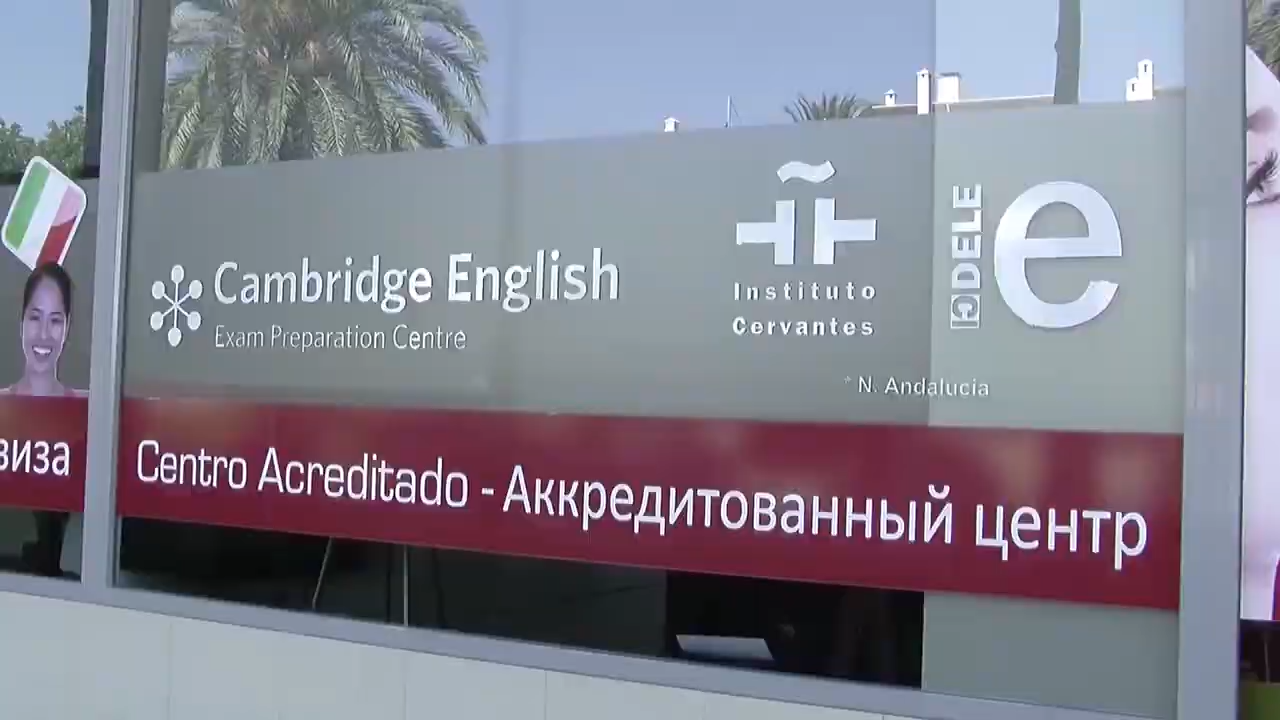 Cambridge English
Exam Preparation Centre
Instituto
Cervantes
DELE
e
* N. Andalucia
виза
Centro Acreditado - Аккредитованный центр